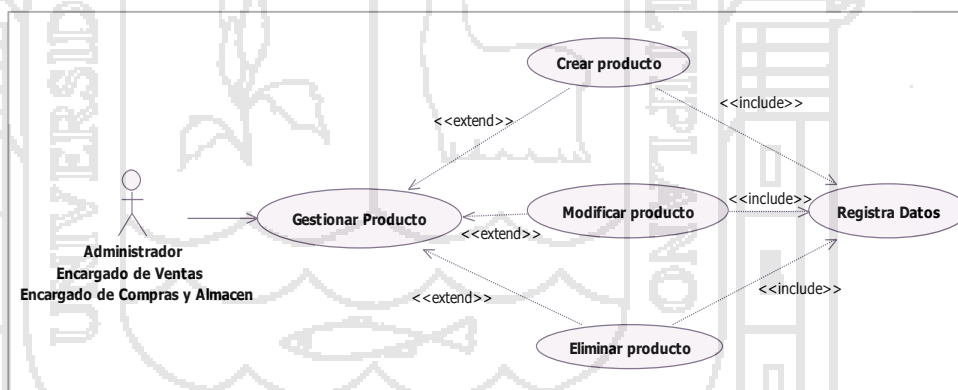 Crear producto
<<include>>
<<extend>>
Gestionar Producto
Modificar producto
<<include>>
Registra Datos
<<extend>>
Administrador
Encargado de Ventas
Encargado de Compras y Almacen
<<extend>>
<<include>>
Eliminar producto